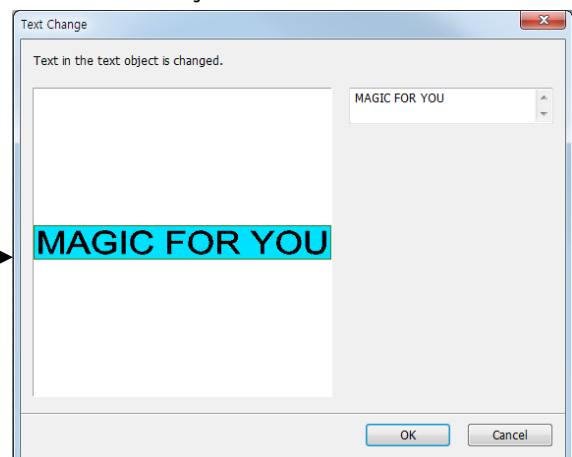 Text Change
Text in the text object is changed.
MAGIC FOR YOU
MAGIC FOR YOU
OK
Cancel